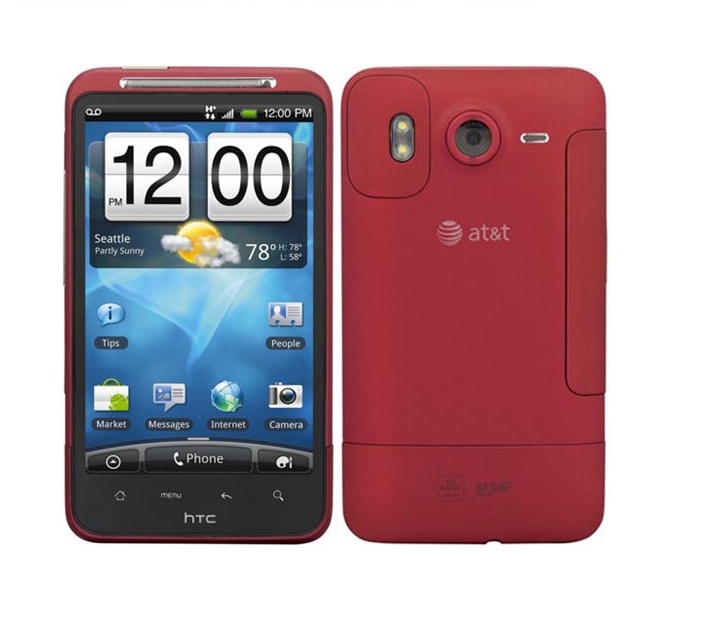 12:00 PM
12 00
PM
Seattle
Partly Sunny
78° H: 78°
L: 58°
Tips
People
Market
Messages
Internet
Camera
Phone
MENU
htc
at&t